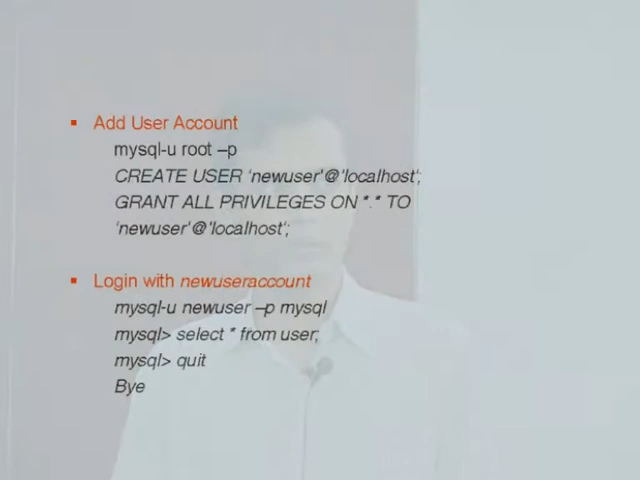 Add User Account
mysql-u root –p
CREATE USER ‘newuser’@’localhost’;
GRANT ALL PRIVILEGES ON *.* TO
‘newuser’@’localhost’;
Login with newuseraccount
mysql-u newuser –p mysql
mysql> select * from user;
mysql> quit
Bye